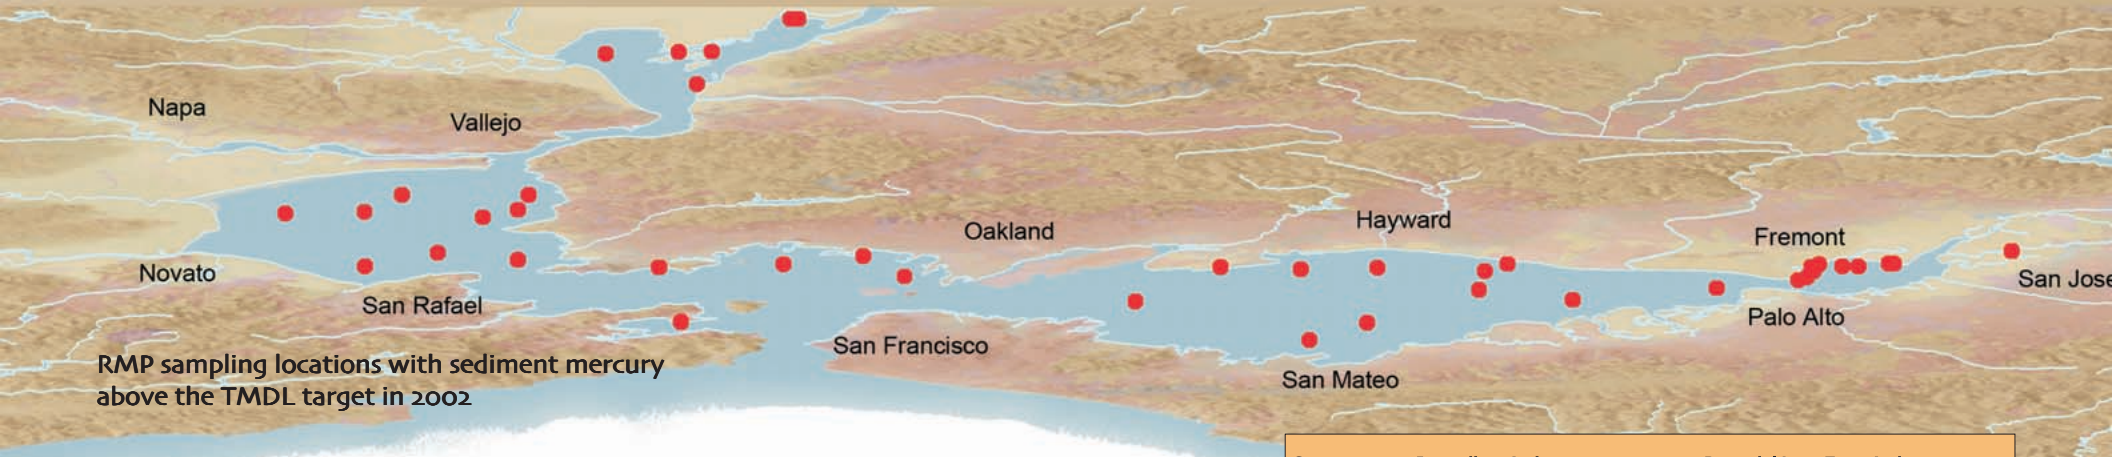 Napa
Vallejo
Oakland
Hayward
Fremont
Novato
San Jose
San Rafael
Palo Alto
San Francisco
RMP sampling locations with sediment mercury
above the TMDL target in 2002
San Mateo